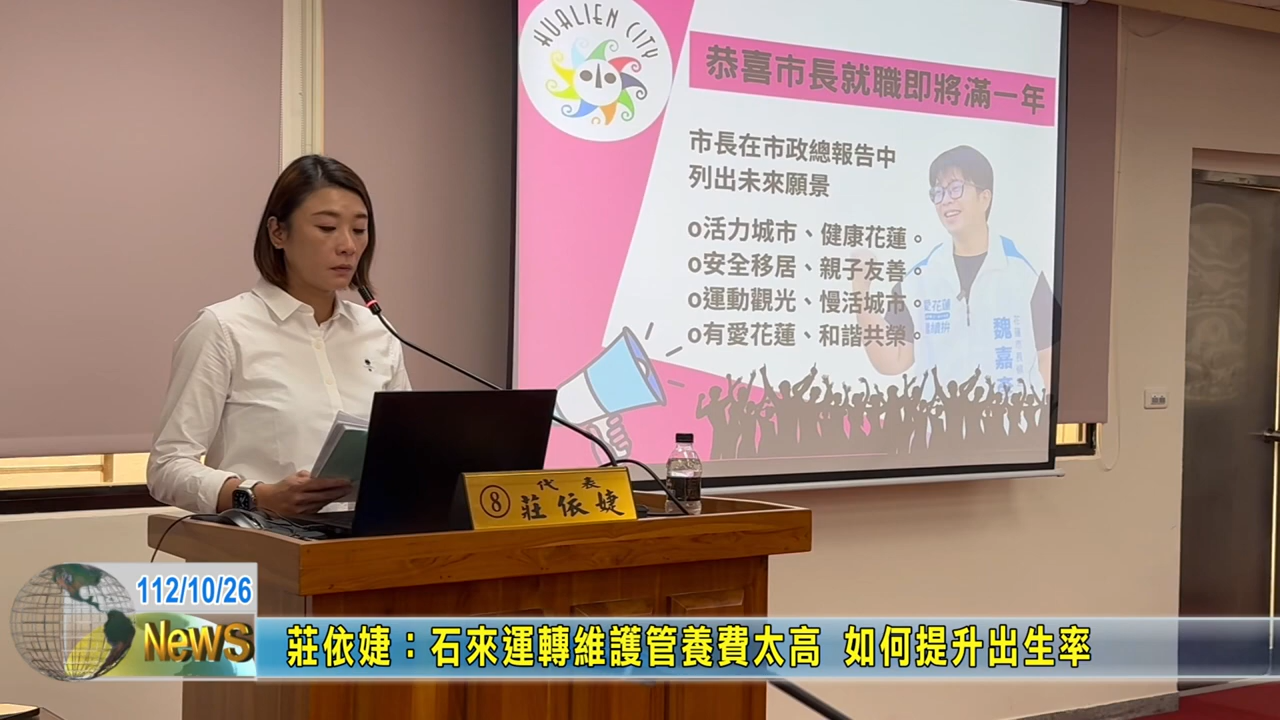 HUALIEN CITY
恭喜市長就職即將滿一年
市長在市政總報告中
列出未來願景
o活力城市、健康花蓮。
o安全移居、親子友善。
o運動觀光、慢活城市。
o有愛花蓮、和諧共榮。
愛花蓮
魏嘉
代表
8 莊依婕
112/10/26
News
莊依婕：石來運轉維護管養費太高 如何提升出生率